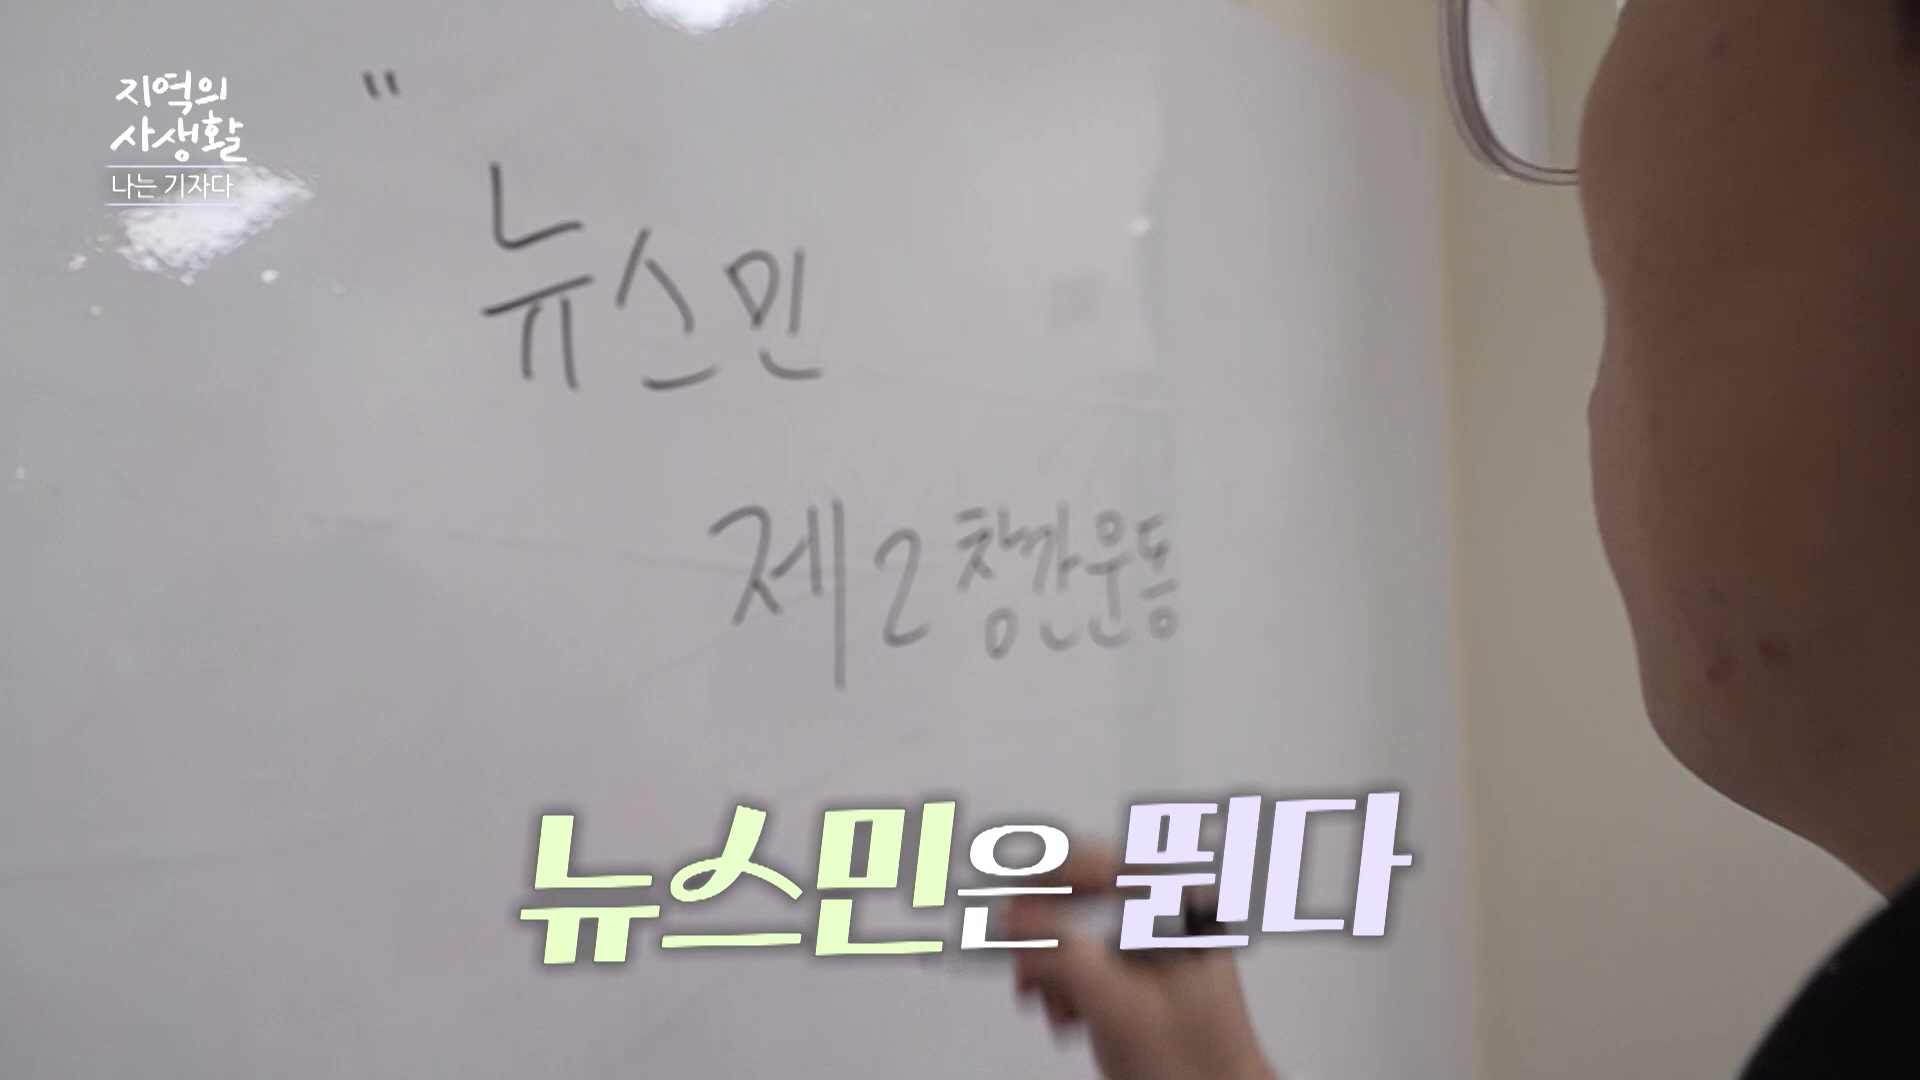 지역의
사생활
나는 기자다
"
뉴스민
제2창간운동
뉴스민은 뛴다